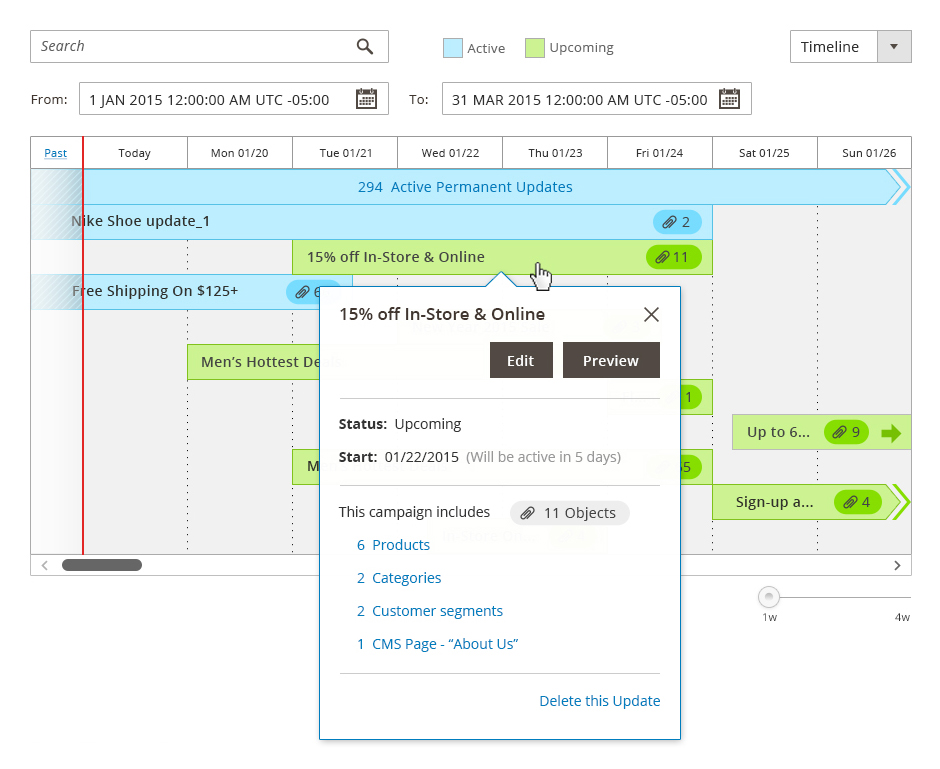 Search
Active
Upcoming
Timeline
From:
1 JAN 2015 12:00:00 AM UTC -05:00
To:
31 MAR 2015 12:00:00 AM UTC -05:00
Past
Today
Mon 01/20
Tue 01/21
Wed 01/22
Thu 01/23
Fri 01/24
Sat 01/25
Sun 01/26
294 Active Permanent Updates
Nike Shoe update_1
2
15% off In-Store & Online
11
Free Shipping On $125+
6
15% off In-Store & Online
Edit
Preview
Men's Hottest Deals
1
Status: Upcoming
Up to 6...
9
Start: 01/22/2015 (Will be active in 5 days)
5
Sign-up a...
4
This campaign includes
11 Objects
6 Products
2 Categories
2 Customer segments
1 CMS Page - “About Us”
Delete this Update
1w
4w